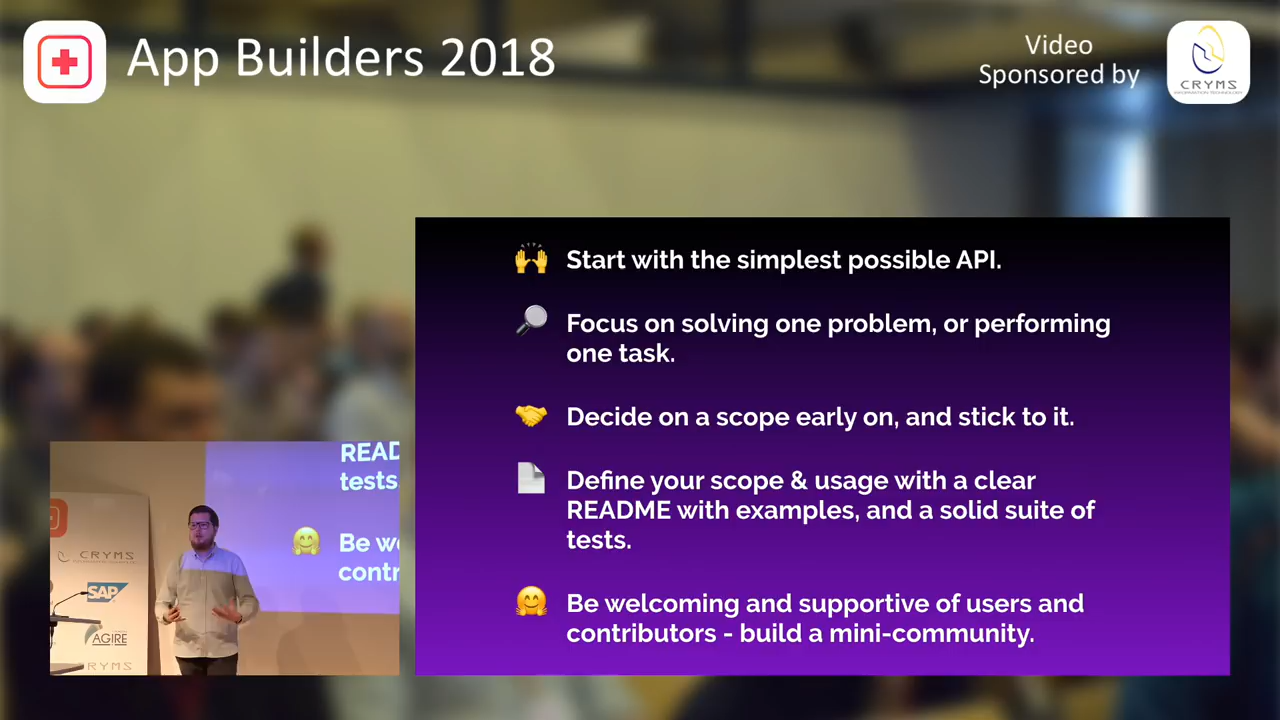 App Builders 2018
Video
Sponsored by
CRYMS
INFORMATION TECHNOLOGY
Start with the simplest possible API.
Focus on solving one problem, or performing
one task.
Decide on a scope early on, and stick to it.
Define your scope & usage with a clear
README with examples, and a solid suite of
tests.
Be welcoming and supportive of users and
contributors - build a mini-community.
READ
tests
Be we
contr
CRYMS
SAP
AGIRE
CRYMS